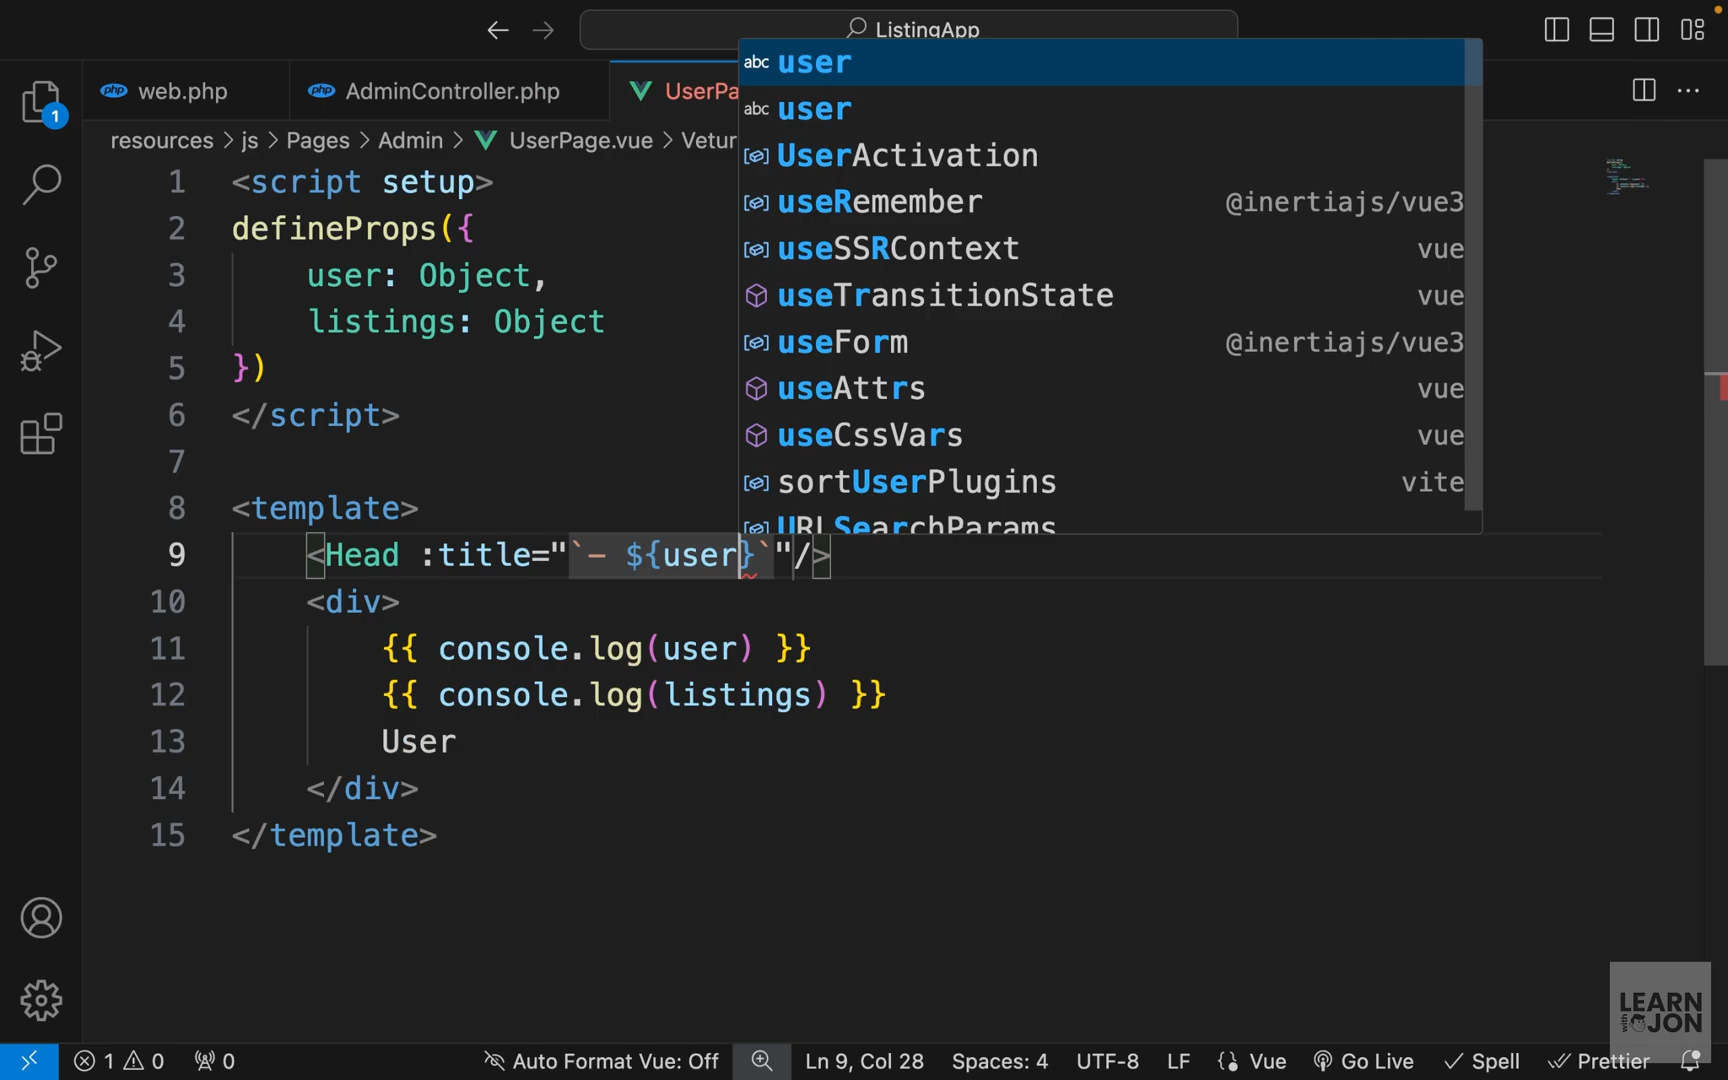 ListingApp
web.php
AdminController.php
UserPa
resources > js > Pages > Admin > UserPage.vue > Vetur
1 <script setup>
2 defineProps({
3 user: Object,
4 listings: Object
5 })
6 </script>
7
8 <template>
9 <Head :title="`- ${user}`"/>
10 <div>
11 {{ console.log(user) }}
12 {{ console.log(listings) }}
13 User
14 </div>
15 </template>
abc user
abc user
UserActivation
useRemember @inertiajs/vue3
useSSRContext vue
useTransitionState vue
useForm @inertiajs/vue3
useAttrs vue
useCssVars vue
sortUserPlugins vite
URLSearchParams
1
LEARN
with JON
1 0 0 Auto Format Vue: Off Ln 9, Col 28 Spaces: 4 UTF-8 LF Vue Go Live Spell Prettier